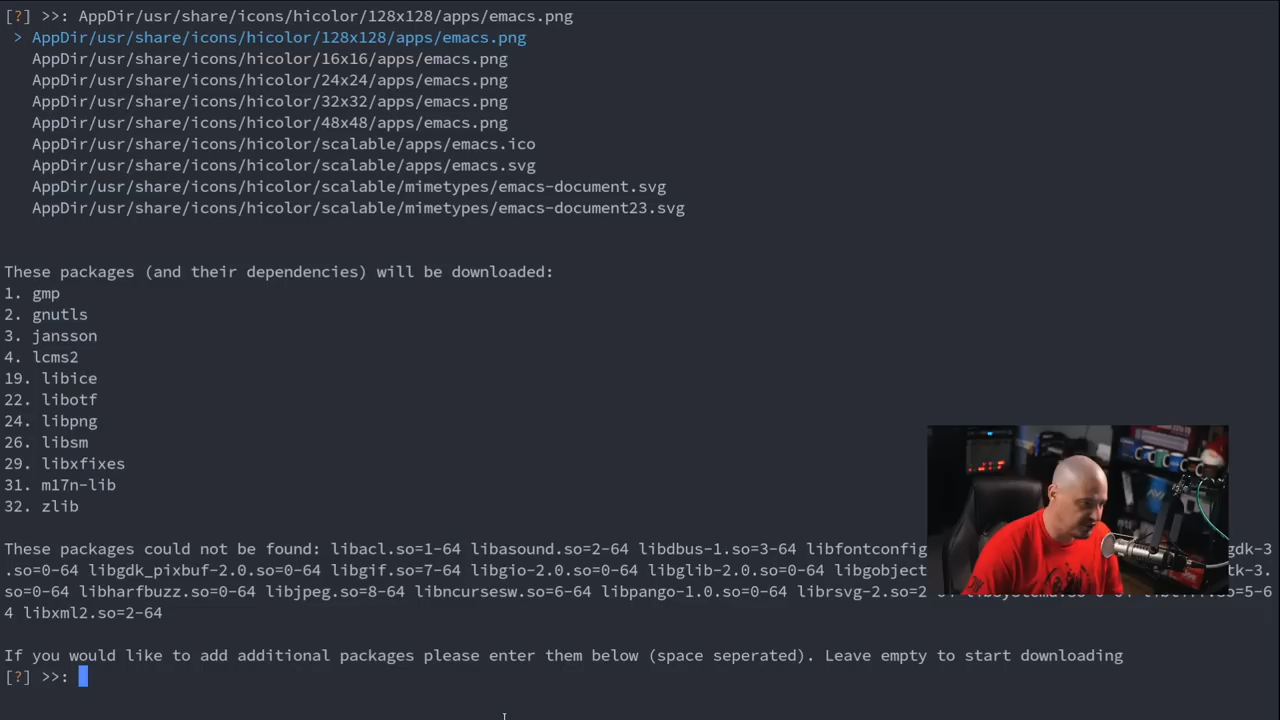 [?] >>: AppDir/usr/share/icons/hicolor/128x128/apps/emacs.png
> AppDir/usr/share/icons/hicolor/128x128/apps/emacs.png
AppDir/usr/share/icons/hicolor/16x16/apps/emacs.png
AppDir/usr/share/icons/hicolor/24x24/apps/emacs.png
AppDir/usr/share/icons/hicolor/32x32/apps/emacs.png
AppDir/usr/share/icons/hicolor/48x48/apps/emacs.png
AppDir/usr/share/icons/hicolor/scalable/apps/emacs.ico
AppDir/usr/share/icons/hicolor/scalable/apps/emacs.svg
AppDir/usr/share/icons/hicolor/scalable/mimetypes/emacs-document.svg
AppDir/usr/share/icons/hicolor/scalable/mimetypes/emacs-document23.svg
These packages (and their dependencies) will be downloaded:
1. gmp
2. gnutls
3. jansson
4. lcms2
19. libice
22. libotf
24. libpng
26. libsm
29. libxfixes
31. m17n-lib
32. zlib
These packages could not be found: libacl.so=1-64 libasound.so=2-64 libdbus-1.so=3-64 libfontconfig gdk-3
.so=0-64 libgdk_pixbuf-2.0.so=0-64 libgif.so=7-64 libgio-2.0.so=0-64 libglib-2.0.so=0-64 libgobject tk-3.
so=0-64 libharfbuzz.so=0-64 libjpeg.so=8-64 libncursesw.so=6-64 libpango-1.0.so=0-64 librsvg-2.so=2 =5-6
4 libxml2.so=2-64
If you would like to add additional packages please enter them below (space seperated). Leave empty to start downloading
[?] >>: